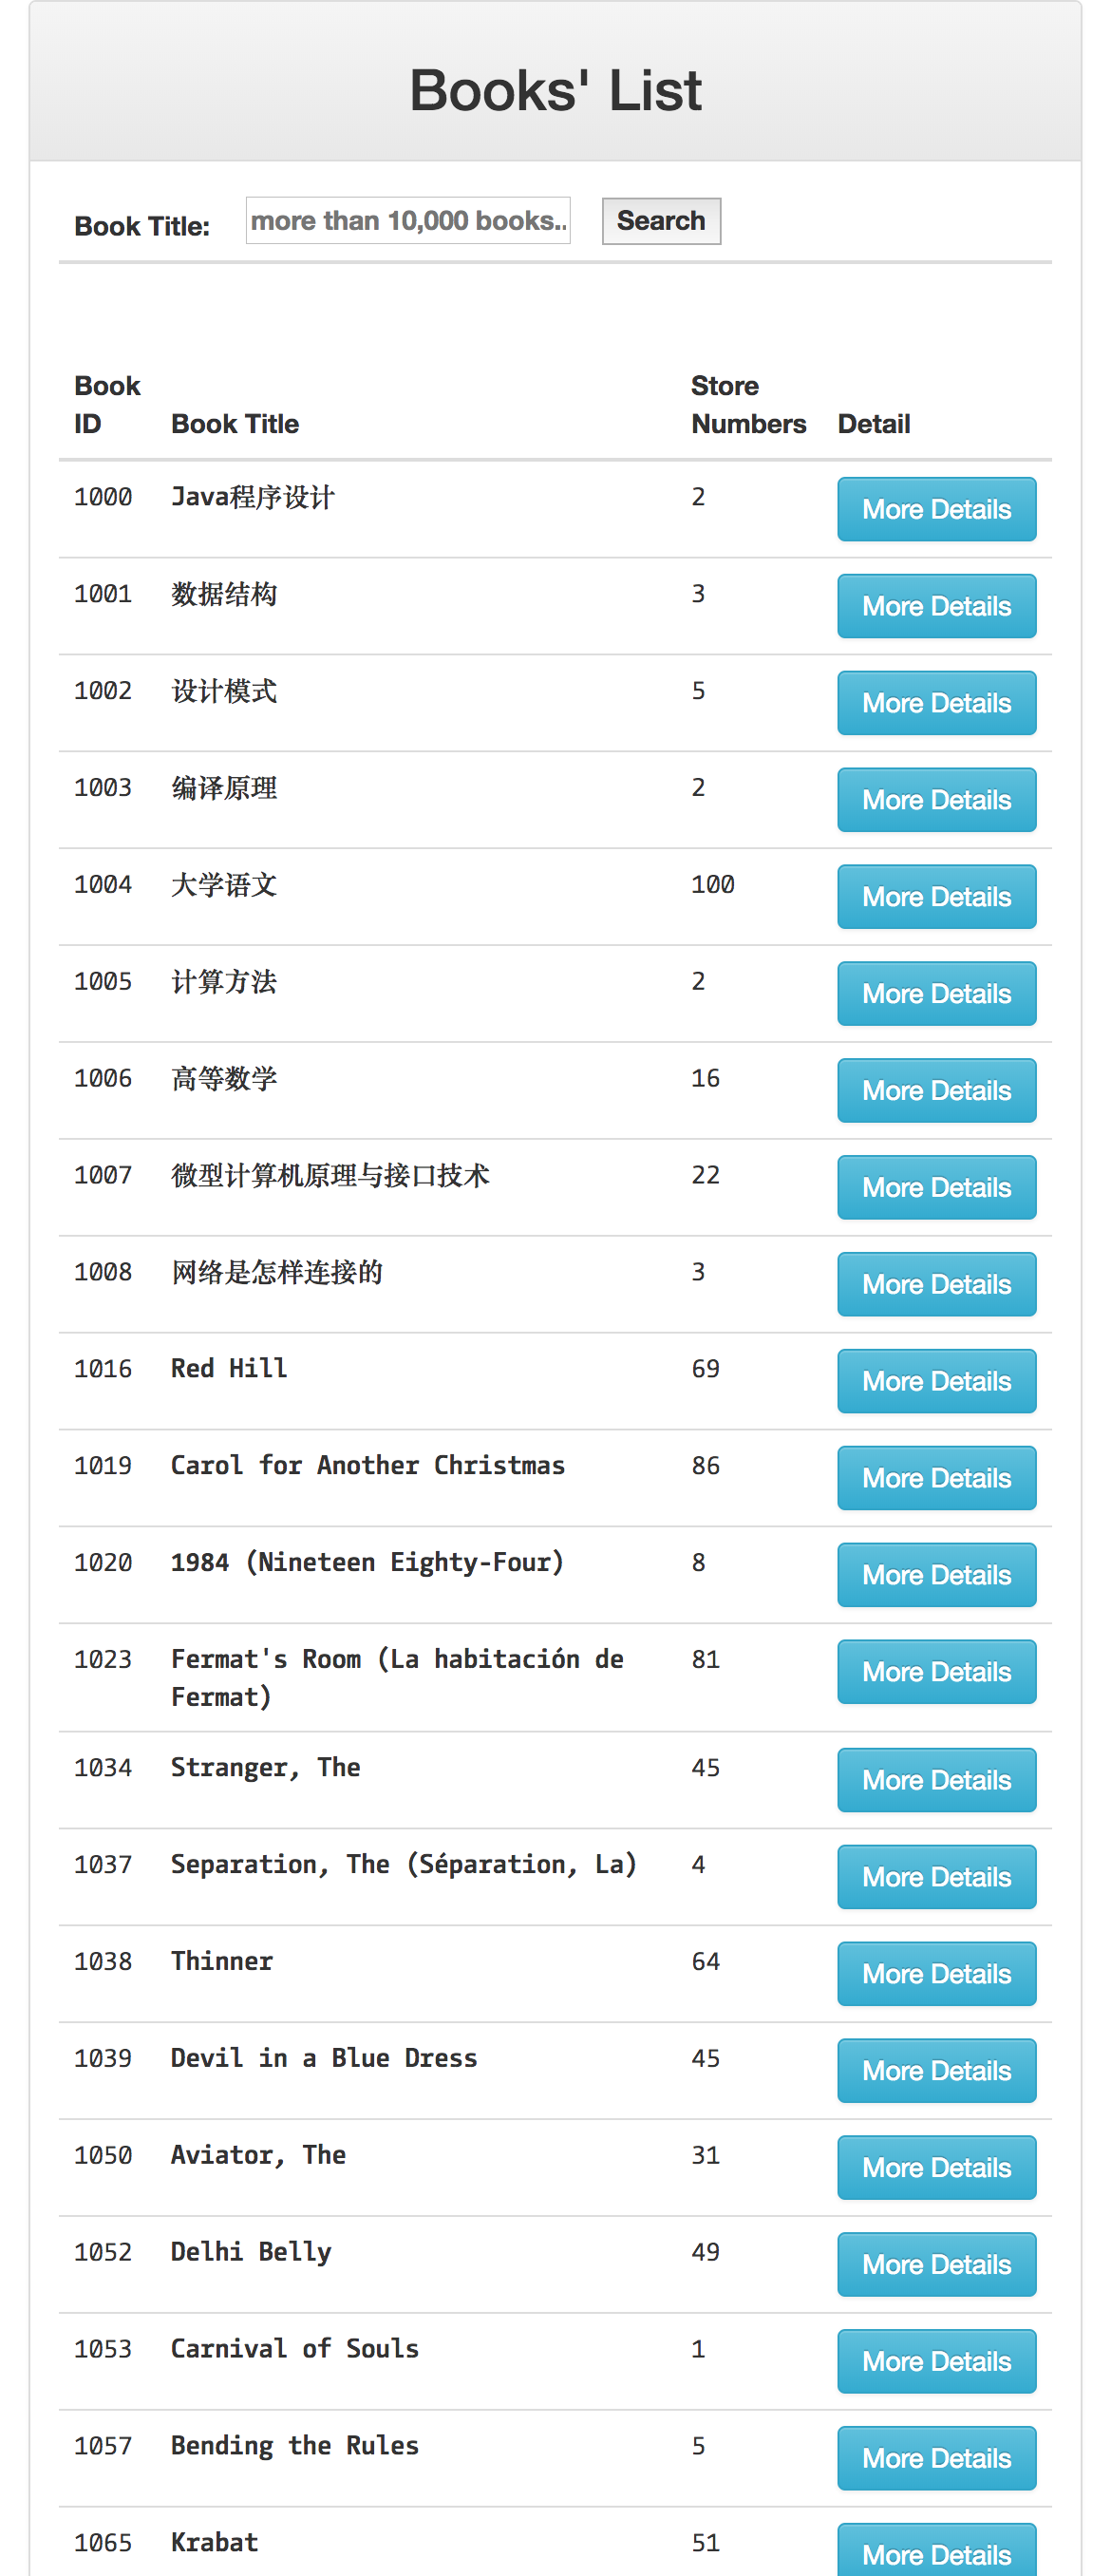 Books' List
Book Title: more than 10,000 books.. Search
Book ID Book Title Store Numbers Detail
1000 Java程序设计 2 More Details
1001 数据结构 3 More Details
1002 设计模式 5 More Details
1003 编译原理 2 More Details
1004 大学语文 100 More Details
1005 计算方法 2 More Details
1006 高等数学 16 More Details
1007 微型计算机原理与接口技术 22 More Details
1008 网络是怎样连接的 3 More Details
1016 Red Hill 69 More Details
1019 Carol for Another Christmas 86 More Details
1020 1984 (Nineteen Eighty-Four) 8 More Details
1023 Fermat's Room (La habitación de 81 More Details
Fermat)
1034 Stranger, The 45 More Details
1037 Separation, The (Séparation, La) 4 More Details
1038 Thinner 64 More Details
1039 Devil in a Blue Dress 45 More Details
1050 Aviator, The 31 More Details
1052 Delhi Belly 49 More Details
1053 Carnival of Souls 1 More Details
1057 Bending the Rules 5 More Details
1065 Krabat 51 More Details